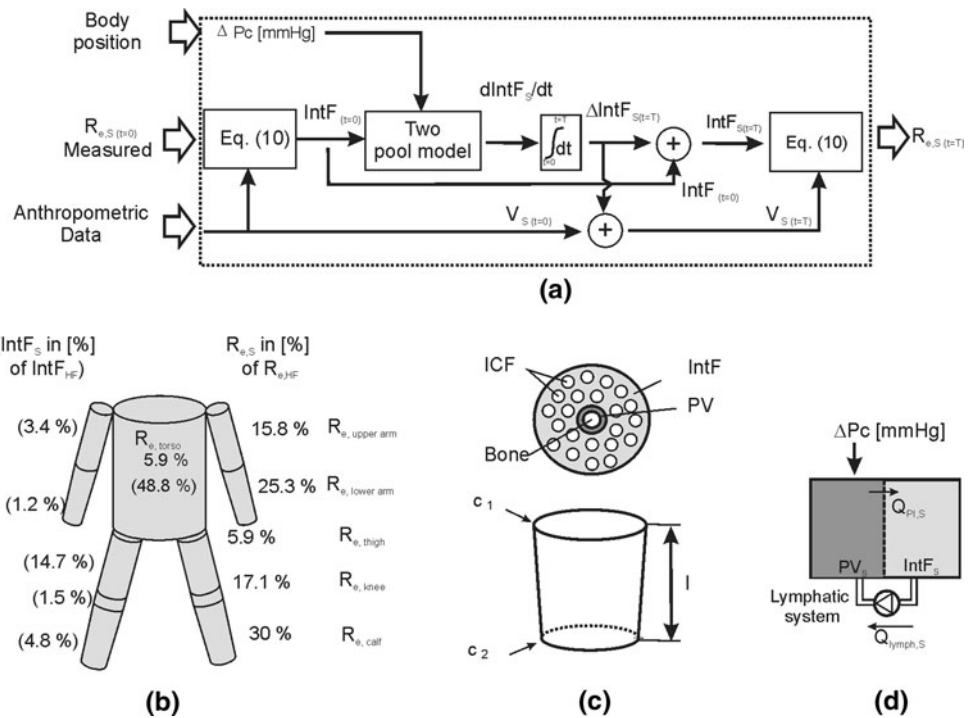 Body position
Δ Pc [mmHg]
R e,S (t=0) Measured
Anthropometric Data
Eq. (10)
IntF (t=0)
Two pool model
dIntF S /dt
t=T
∫dt
t=0
ΔIntF S(t=T)
+
IntF S(t=T)
IntF (t=0)
Eq. (10)
R e,S (t=T)
V S (t=0)
+
V S (t=T)
(a)
IntF S in [%] of IntF HF)
R e,S in [%] of R e,HF
(3.4 %)
R e, torso
5.9 %
(48.8 %)
15.8 % R e, upper arm
(1.2 %)
25.3 % R e, lower arm
(14.7 %)
5.9 % R e, thigh
(1.5 %)
17.1 % R e, knee
(4.8 %)
30 % R e, calf
(b)
ICF
IntF
PV
Bone
c 1
l
c 2
(c)
ΔPc [mmHg]
Q Pl,S
PV S
IntF S
Lymphatic system
Q lymph,S
(d)